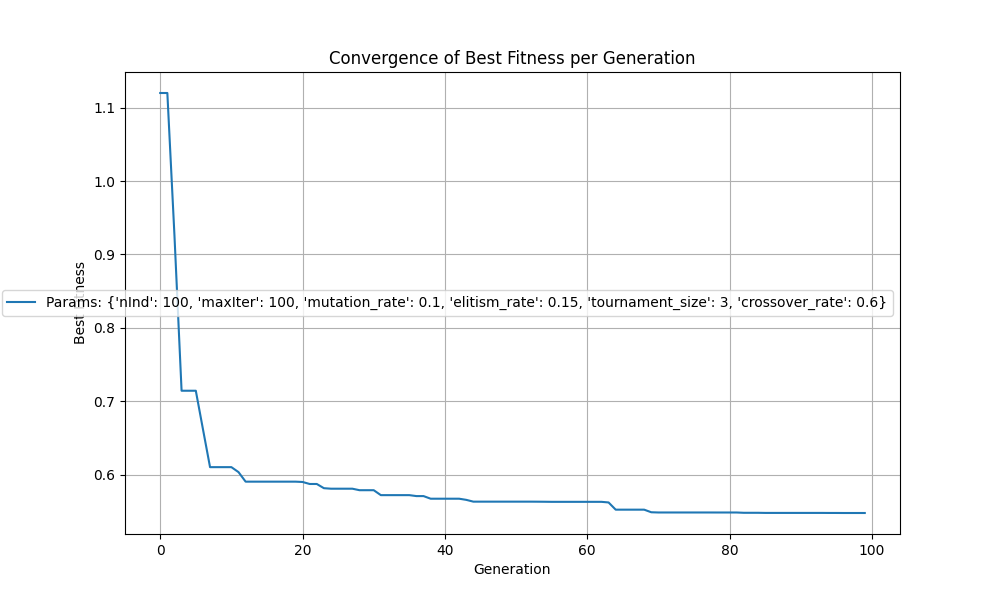 Convergence of Best Fitness per Generation
1.1
1.0
0.9
0.8
0.7
0.6
Best Fitness
Params: {'nInd': 100, 'maxIter': 100, 'mutation_rate': 0.1, 'elitism_rate': 0.15, 'tournament_size': 3, 'crossover_rate': 0.6}
0 20 40 60 80 100
Generation